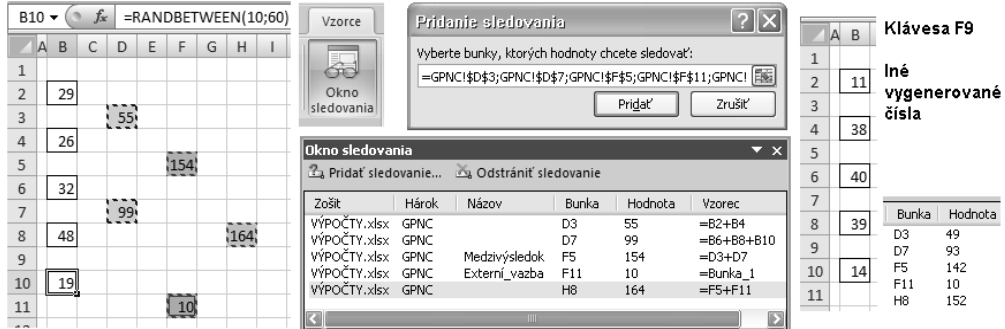 B10 fx =RANDBETWEEN(10;60)
A B C D E F G H I
1
2 29
3 55
4 26
5 154
6 32
7 99
8 48 164
9
10 19
11 10
Vzorce
Okno
sledovania
Pridanie sledovania
Vyberte bunky, ktorých hodnoty chcete sledovať:
=GPNC!$D$3;GPNC!$D$7;GPNC!$F$5;GPNC!$F$11;GPNC!
Pridať Zrušiť
Okno sledovania
Pridať sledovanie... Odstrániť sledovanie
Zošit Hárok Názov Bunka Hodnota Vzorec
VÝPOČTY.xlsx GPNC D3 55 =B2+B4
VÝPOČTY.xlsx GPNC D7 99 =B6+B8+B10
VÝPOČTY.xlsx GPNC Medzivýsledok F5 154 =D3+D7
VÝPOČTY.xlsx GPNC Externí_vazba F11 10 =Bunka_1
VÝPOČTY.xlsx GPNC H8 164 =F5+F11
A B
1
2 11
3
4 38
5
6 40
7
8 39
9
10 14
11
Klávesa F9
Iné
vygenerované
čísla
Bunka Hodnota
D3 49
D7 93
F5 142
F11 10
H8 152